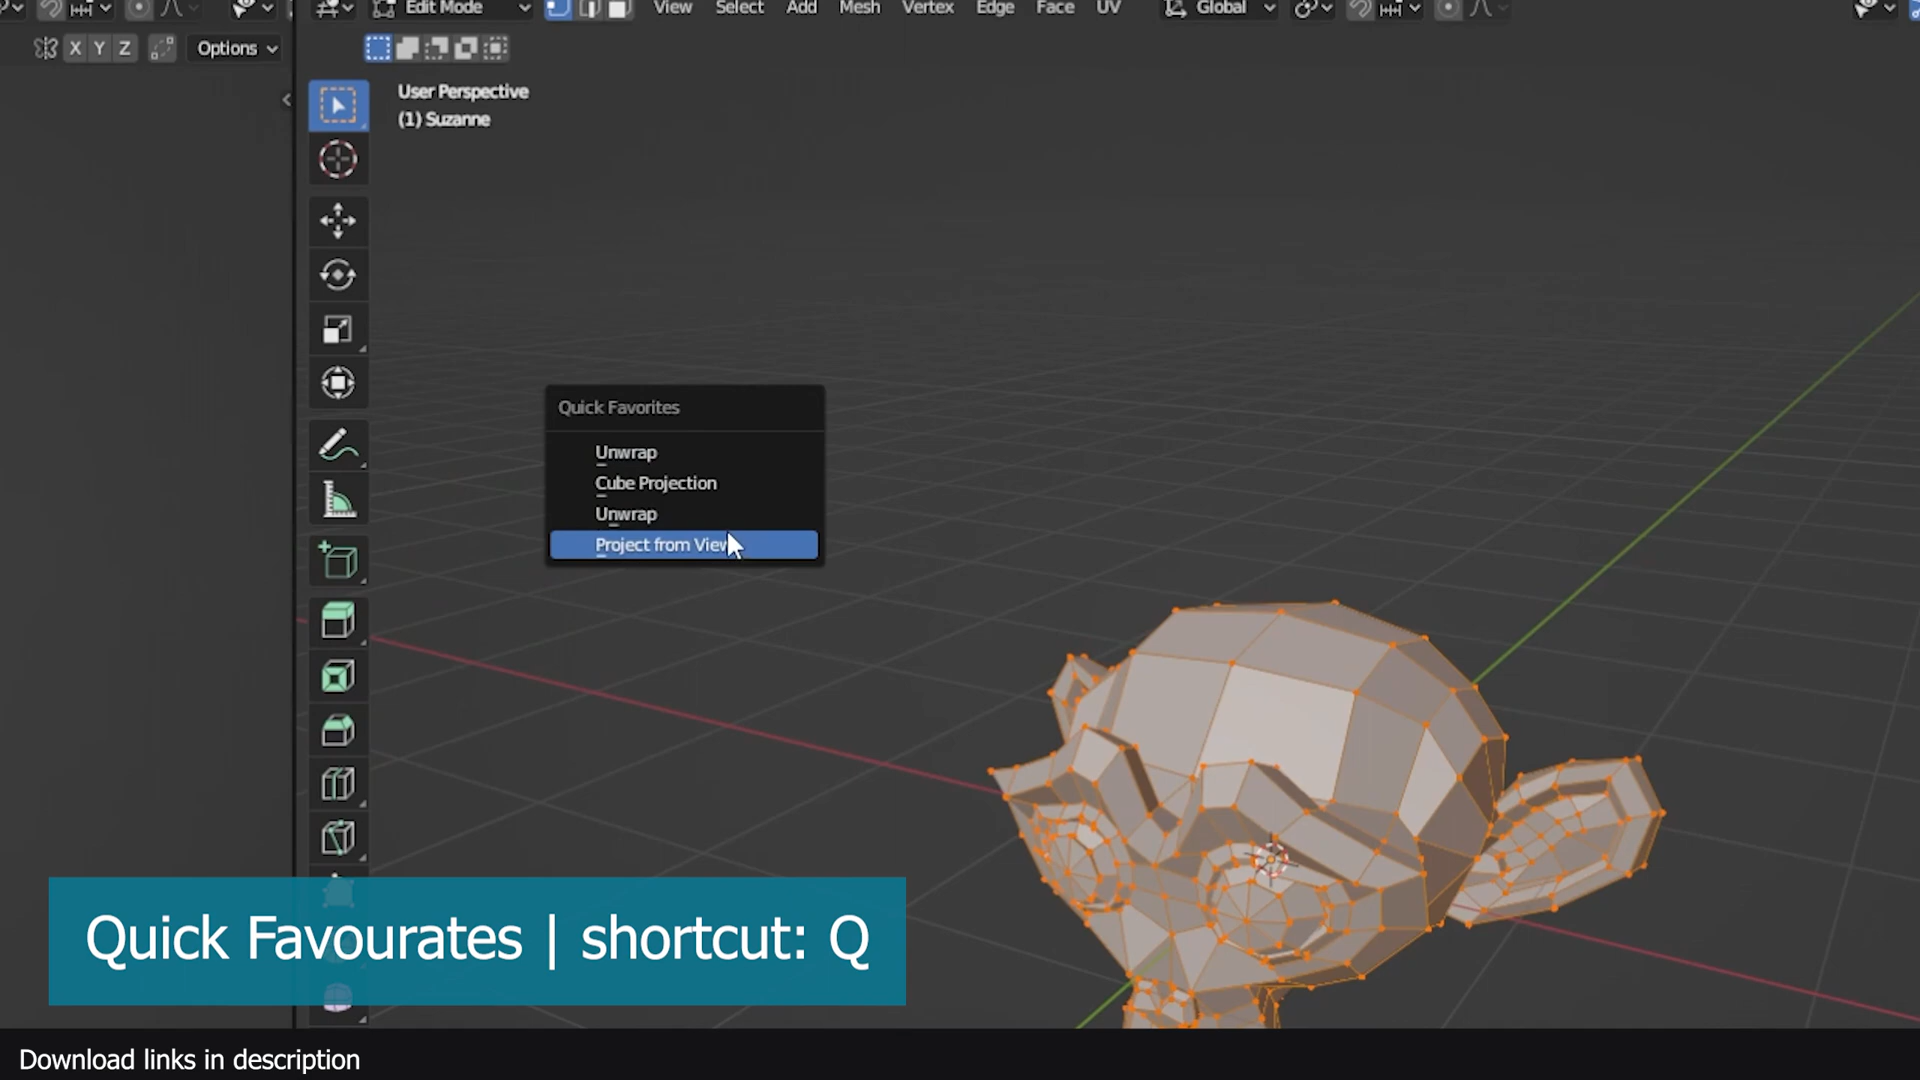 Edit Mode
View Select Add Mesh Vertex Edge Face UV
Global
X Y Z
Options
User Perspective
(1) Suzanne
Quick Favorites
Unwrap
Cube Projection
Unwrap
Project from View
Quick Favourates | shortcut: Q
Download links in description